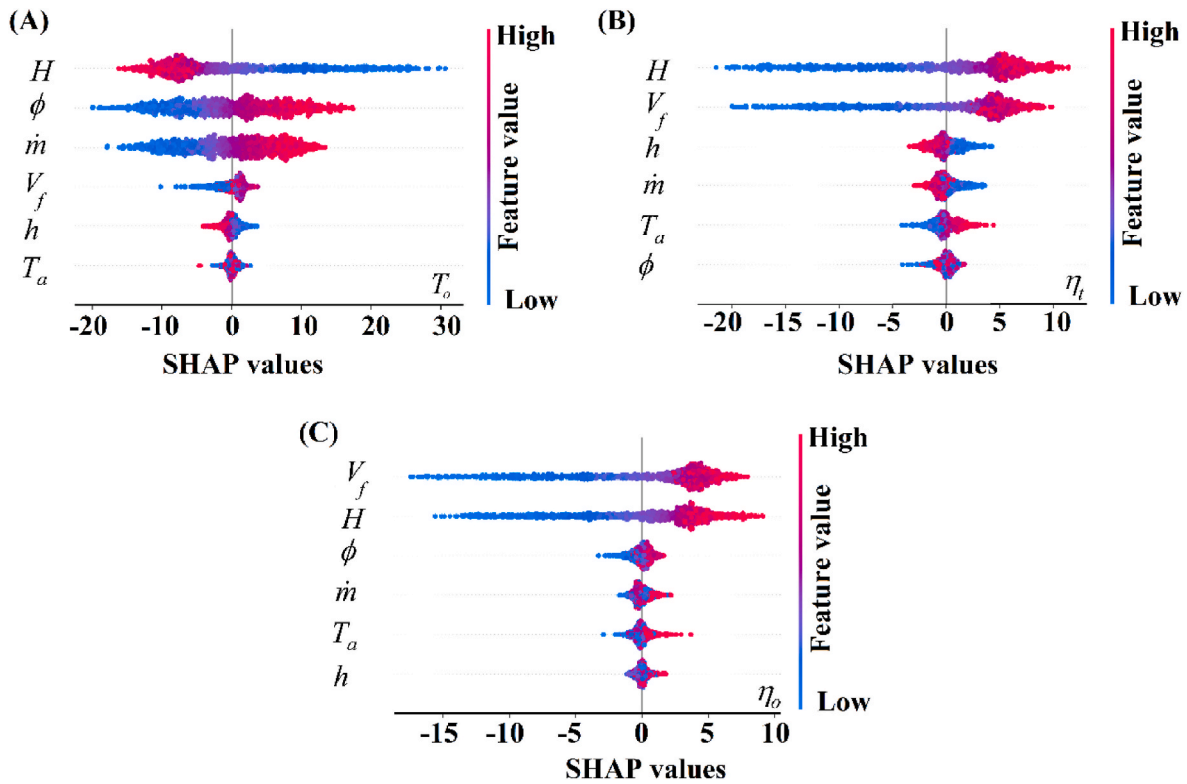 (A)
High
H
ϕ
ṁ
V_f
h
T_a
T_o
Feature value
Low
-20 -10 0 10 20 30
SHAP values
(B)
High
H
V_f
h
ṁ
T_a
ϕ
η_t
Feature value
Low
-20 -15 -10 -5 0 5 10
SHAP values
(C)
High
V_f
H
ϕ
ṁ
T_a
h
η_o
Feature value
Low
-15 -10 -5 0 5 10
SHAP values